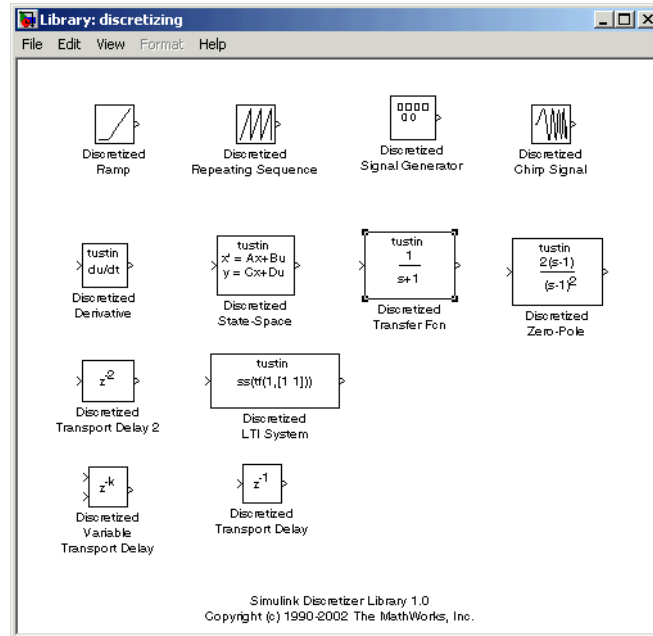 Library: discretizing
File Edit View Format Help
Discretized
Ramp
Discretized
Repeating Sequence
Discretized
Signal Generator
Discretized
Chirp Signal
tustin
du/dt
Discretized
Derivative
tustin
x' = Ax+Bu
y = Cx+Du
Discretized
State-Space
tustin
1
s+1
Discretized
Transfer Fcn
tustin
2(s-1)
(s-1)²
Discretized
Zero-Pole
z⁻²
Discretized
Transport Delay 2
tustin
ss(tf(1,[1 1]))
Discretized
LTI System
z⁻ᵏ
Discretized
Variable
Transport Delay
z⁻¹
Discretized
Transport Delay
Simulink Discretizer Library 1.0
Copyright (c) 1990-2002 The MathWorks, Inc.